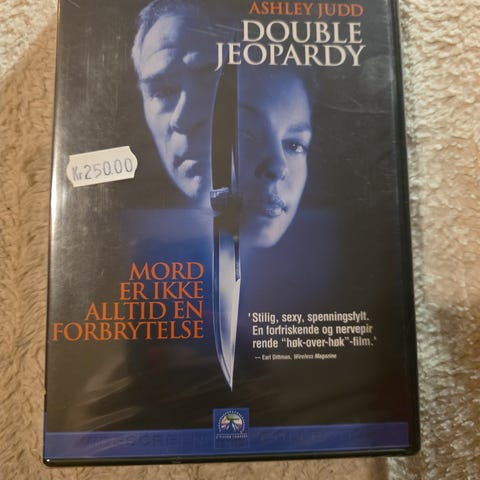 ASHLEY JUDD
DOUBLE
JEOPARDY
Kr250.00
MORD
ER IKKE
ALLTID EN
FORBRYTELSE
'Stilig, sexy, spenningsfylt.
En forfriskende og nervepir
rende "høk-over-høk"-film.'
— Earl Dittman, Wireless Magazine